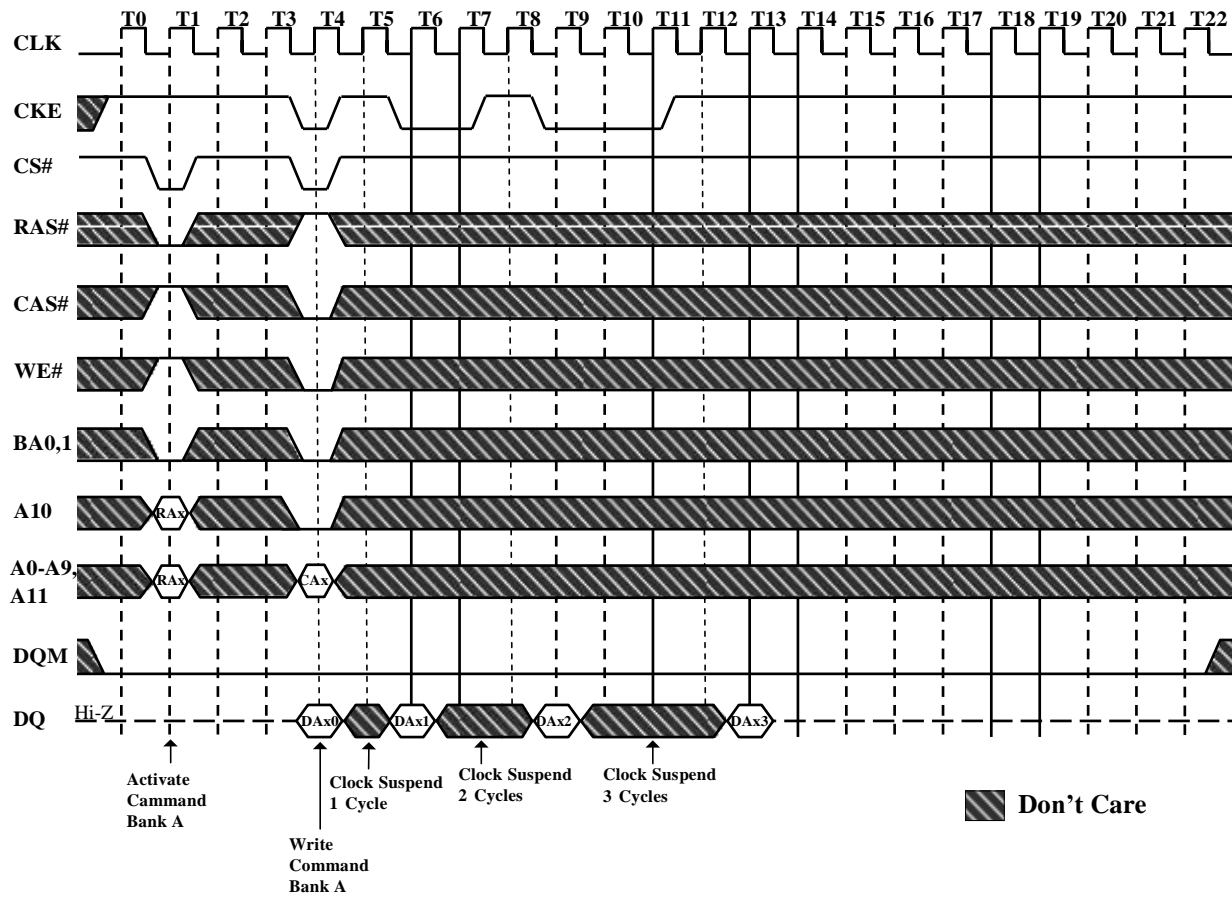 T0 T1 T2 T3 T4 T5 T6 T7 T8 T9 T10 T11 T12 T13 T14 T15 T16 T17 T18 T19 T20 T21 T22
CLK
CKE
CS#
RAS#
CAS#
WE#
BA0,1
A10
RAx
A0-A9,
A11
RAx
CAx
DQM
DQ
Hi-Z
DAx0
DAx1
DAx2
DAx3
Activate
Cammand
Bank A
Write
Command
Bank A
Clock Suspend
1 Cycle
Clock Suspend
2 Cycles
Clock Suspend
3 Cycles
Don't Care